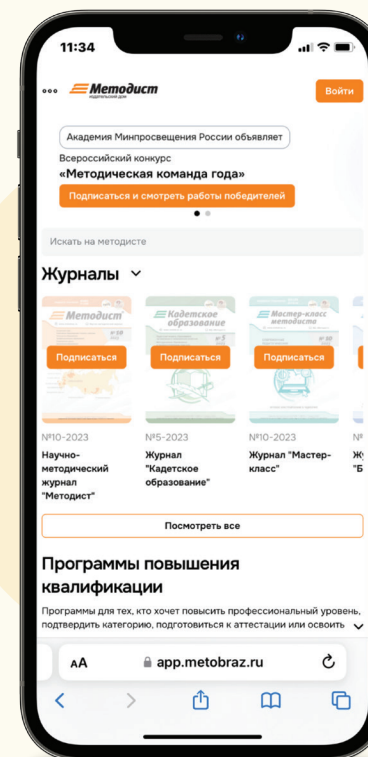 11:34
Методист
ИЗДАТЕЛЬСКИЙ ДОМ
Войти
Академия Минпросвещения России объявляет
Всероссийский конкурс
«Методическая команда года»
Подписаться и смотреть работы победителей
Искать на методисте
Журналы
Методист
Кадетское
образование
Мастер-класс
методиста
Подписаться
Подписаться
Подписаться
№10-2023
№5-2023
№10-2023
Научно-
методический
журнал
"Методист"
Журнал
"Кадетское
образование"
Журнал "Мастер-
класс"
Посмотреть все
Программы повышения
квалификации
Программы для тех, кто хочет повысить профессиональный уровень,
подтвердить категорию, подготовиться к аттестации или освоить
AA
app.metobraz.ru